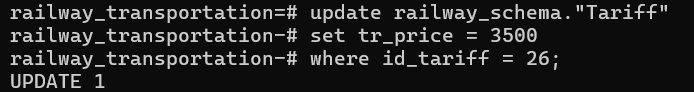 railway_transportation=# update railway_schema."Tariff"
railway_transportation-# set tr_price = 3500
railway_transportation-# where id_tariff = 26;
UPDATE 1